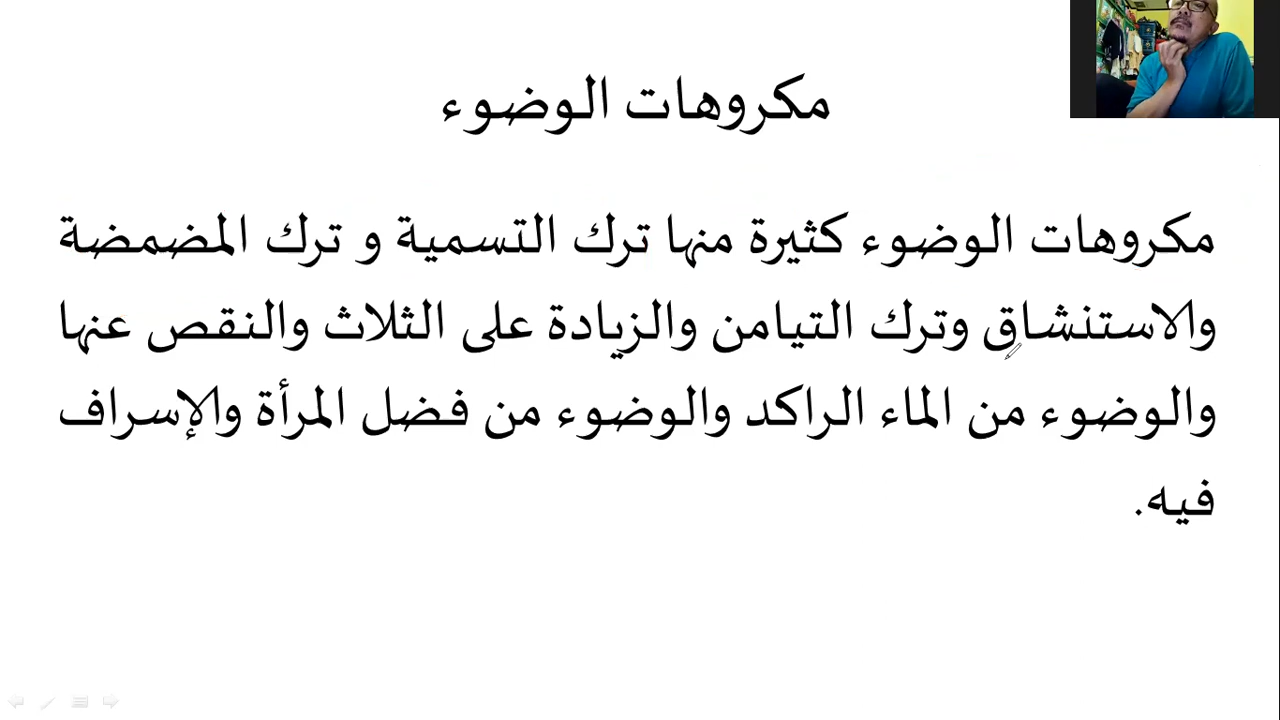 مكروهات الوضوء
مكروهات الوضوء كثيرة منها ترك التسمية و ترك المضمضة
والاستنشاق وترك التيامن والزيادة على الثلاث والنقص عنها
والوضوء من الماء الراكد والوضوء من فضل المرأة والإسراف
فيه.